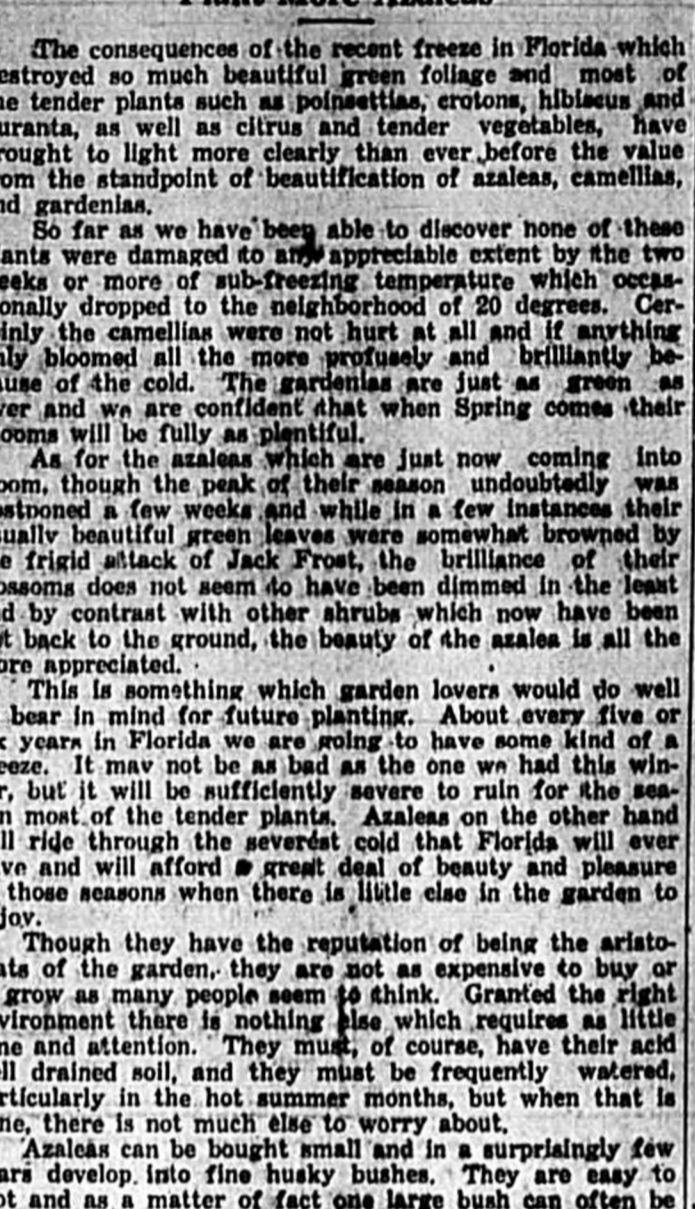 Plant More Azaleas
The consequences of the recent freeze in Florida which
estroyed so much beautiful green foliage and most of
he tender plants such as poinsettias, crotons, hibiscus and
uranta, as well as citrus and tender vegetables, have
rought to light more clearly than ever before the value
rom the standpoint of beautification of azaleas, camellias,
nd gardenias.
So far as we have been able to discover none of these
lants were damaged to any appreciable extent by the two
eeks or more of sub-freezing temperature which occas-
onally dropped to the neighborhood of 20 degrees. Cer-
inly the camellias were not hurt at all and if anything
nly bloomed all the more profusely and brilliantly be-
ause of the cold. The gardenias are just as green as
ver and we are confident that when Spring comes their
looms will be fully as plentiful.
As for the azaleas which are just now coming into
oom, though the peak of their season undoubtedly was
ostponed a few weeks and while in a few instances their
sually beautiful green leaves were somewhat browned by
e frigid attack of Jack Frost, the brilliance of their
ossoms does not seem to have been dimmed in the least
nd by contrast with other shrubs which now have been
ut back to the ground, the beauty of the azalea is all the
ore appreciated.
This is something which garden lovers would do well
bear in mind for future planting. About every five or
x years in Florida we are going to have some kind of a
eeze. It may not be as bad as the one we had this win-
r, but it will be sufficiently severe to ruin for the sea-
n most of the tender plants. Azaleas on the other hand
ll ride through the severest cold that Florida will ever
ve and will afford a great deal of beauty and pleasure
those seasons when there is little else in the garden to
joy.
Though they have the reputation of being the aristo-
ats of the garden, they are not as expensive to buy or
grow as many people seem to think. Granted the right
vironment there is nothing else which requires as little
me and attention. They must, of course, have their acid
ll drained soil, and they must be frequently watered,
rticularly in the hot summer months, but when that is
ne, there is not much else to worry about.
Azaleas can be bought small and in a surprisingly few
ars develop into fine husky bushes. They are easy to
ot and as a matter of fact one large bush can often be